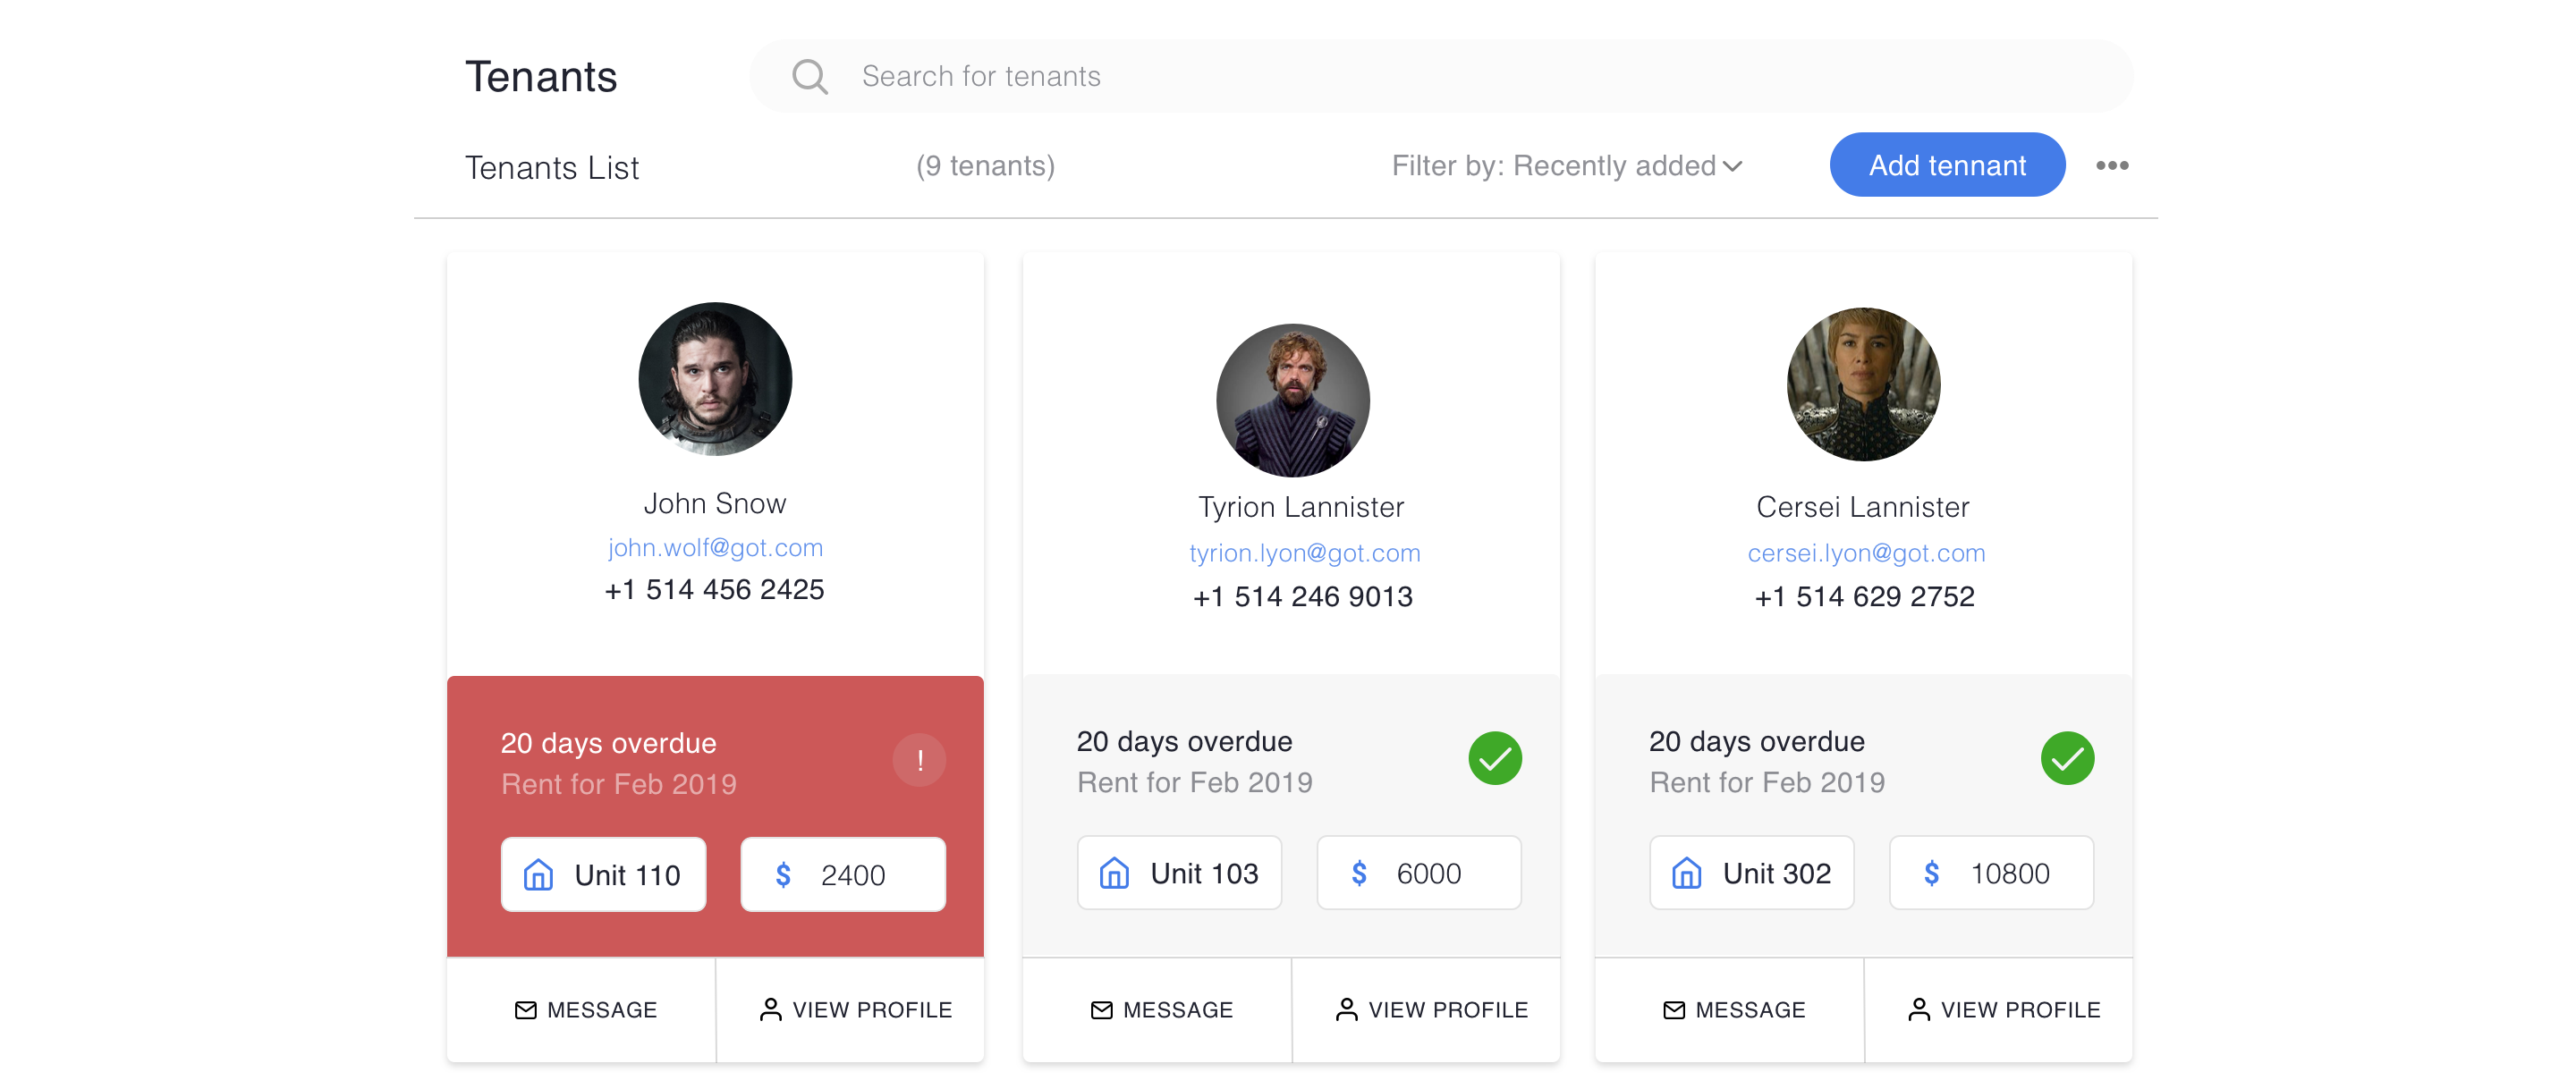 Tenants
Search for tenants
Tenants List
(9 tenants)
Filter by: Recently added
Add tennant
John Snow
john.wolf@got.com
+1 514 456 2425
20 days overdue
Rent for Feb 2019
!
Unit 110
$ 2400
MESSAGE
VIEW PROFILE
Tyrion Lannister
tyrion.lyon@got.com
+1 514 246 9013
20 days overdue
Rent for Feb 2019
Unit 103
$ 6000
MESSAGE
VIEW PROFILE
Cersei Lannister
cersei.lyon@got.com
+1 514 629 2752
20 days overdue
Rent for Feb 2019
Unit 302
$ 10800
MESSAGE
VIEW PROFILE